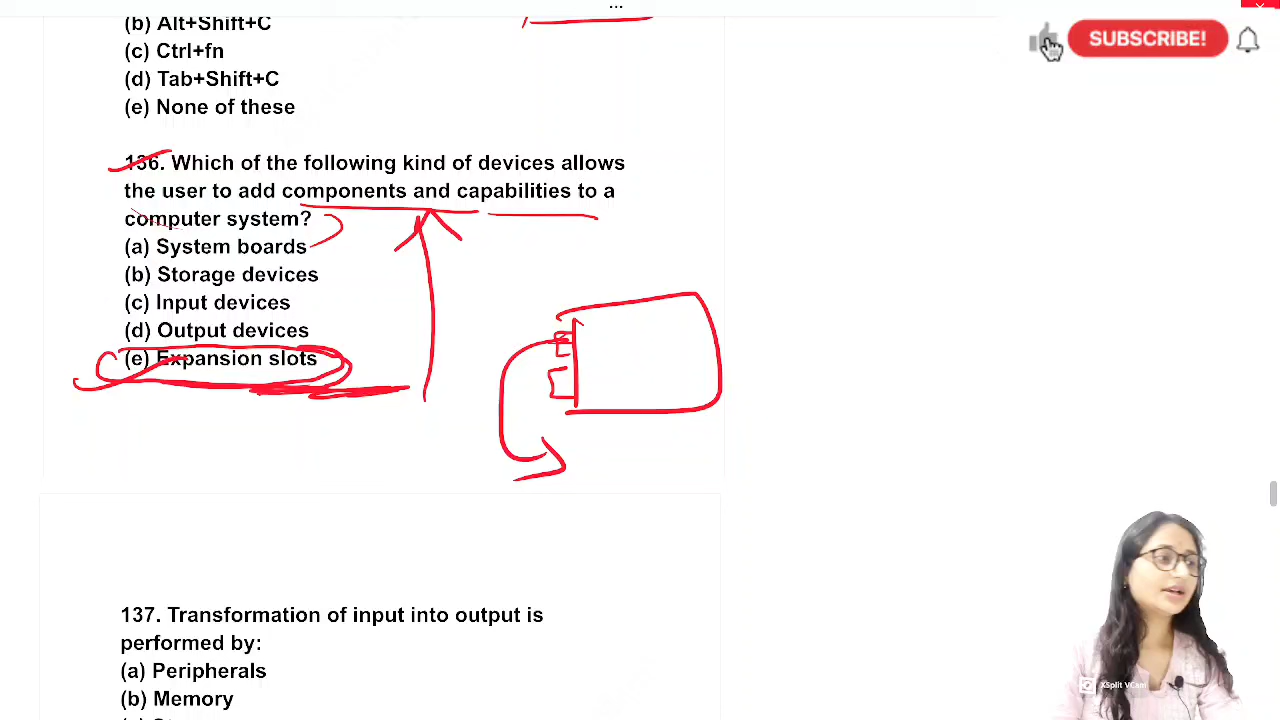 ...
(b) Alt+Shift+C
SUBSCRIBE!
(c) Ctrl+fn
(d) Tab+Shift+C
(e) None of these
136. Which of the following kind of devices allows
the user to add components and capabilities to a
computer system?
(a) System boards
(b) Storage devices
(c) Input devices
(d) Output devices
(e) Expansion slots
137. Transformation of input into output is
performed by:
(a) Peripherals
XSplit VCam
(b) Memory